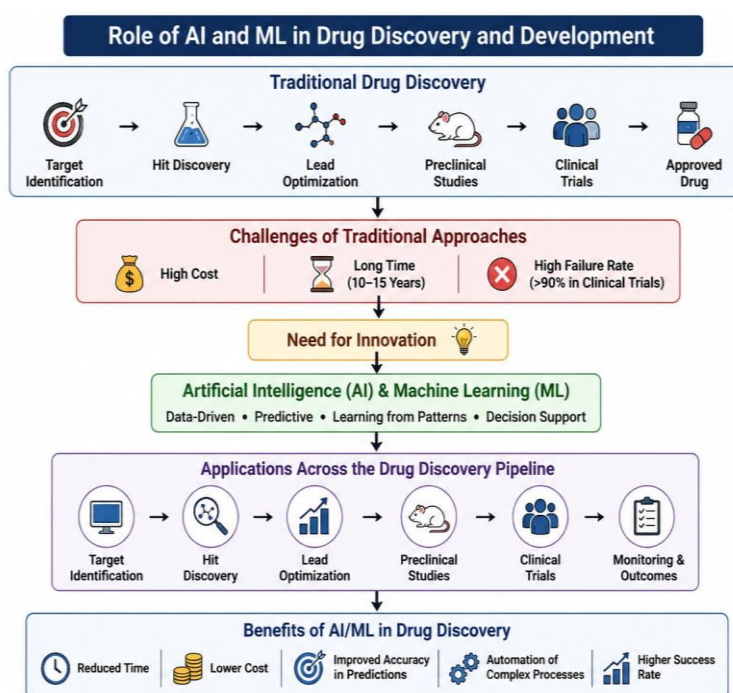 Role of AI and ML in Drug Discovery and Development
Traditional Drug Discovery
Target
Identification
Hit Discovery
Lead
Optimization
Preclinical
Studies
Clinical
Trials
Approved
Drug
Challenges of Traditional Approaches
High Cost
Long Time
(10–15 Years)
High Failure Rate
(>90% in Clinical Trials)
Need for Innovation
Artificial Intelligence (AI) & Machine Learning (ML)
Data-Driven • Predictive • Learning from Patterns • Decision Support
Applications Across the Drug Discovery Pipeline
Target
Identification
Hit
Discovery
Lead
Optimization
Preclinical
Studies
Clinical
Trials
Monitoring &
Outcomes
Benefits of AI/ML in Drug Discovery
Reduced Time
Lower Cost
Improved Accuracy
in Predictions
Automation of
Complex Processes
Higher Success
Rate